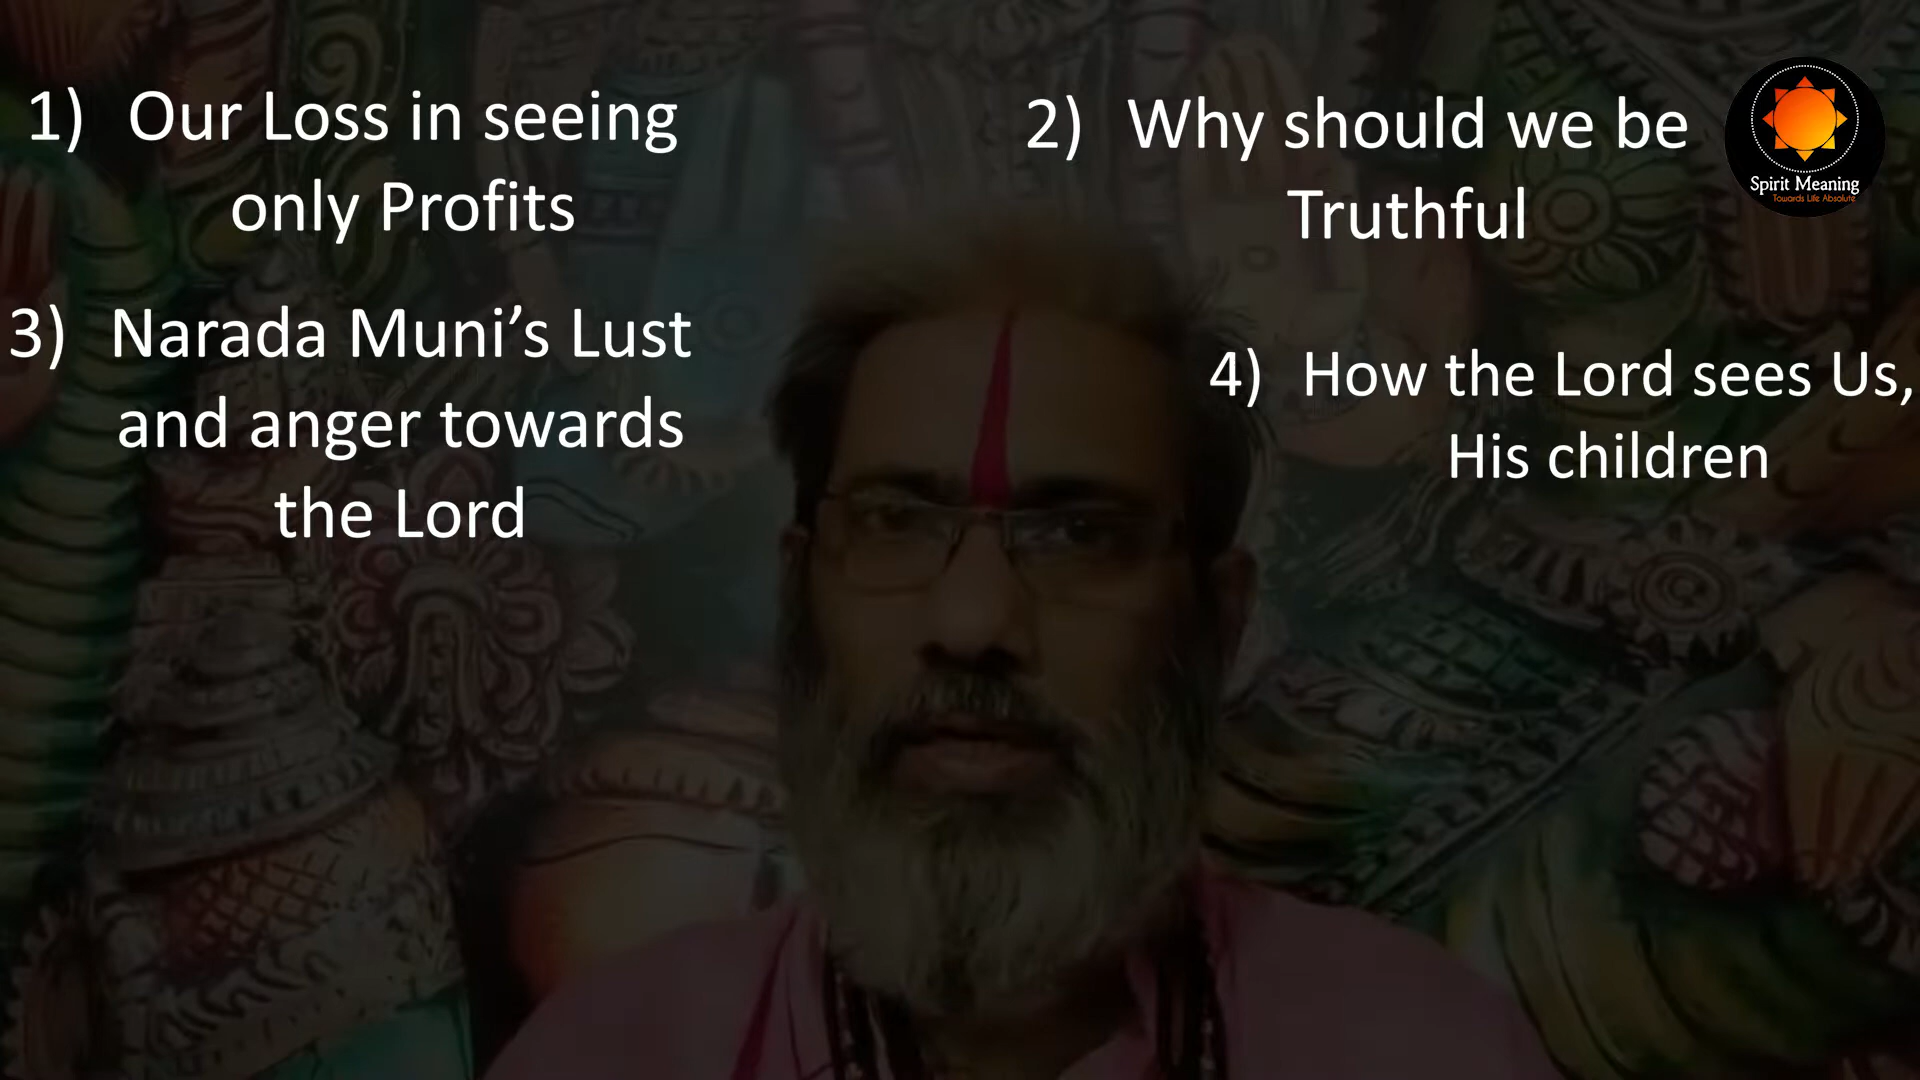 1) Our Loss in seeing
only Profits
2) Why should we be
Truthful
3) Narada Muni’s Lust
and anger towards
the Lord
4) How the Lord sees Us,
His children
Spirit Meaning
Towards Life Absolute